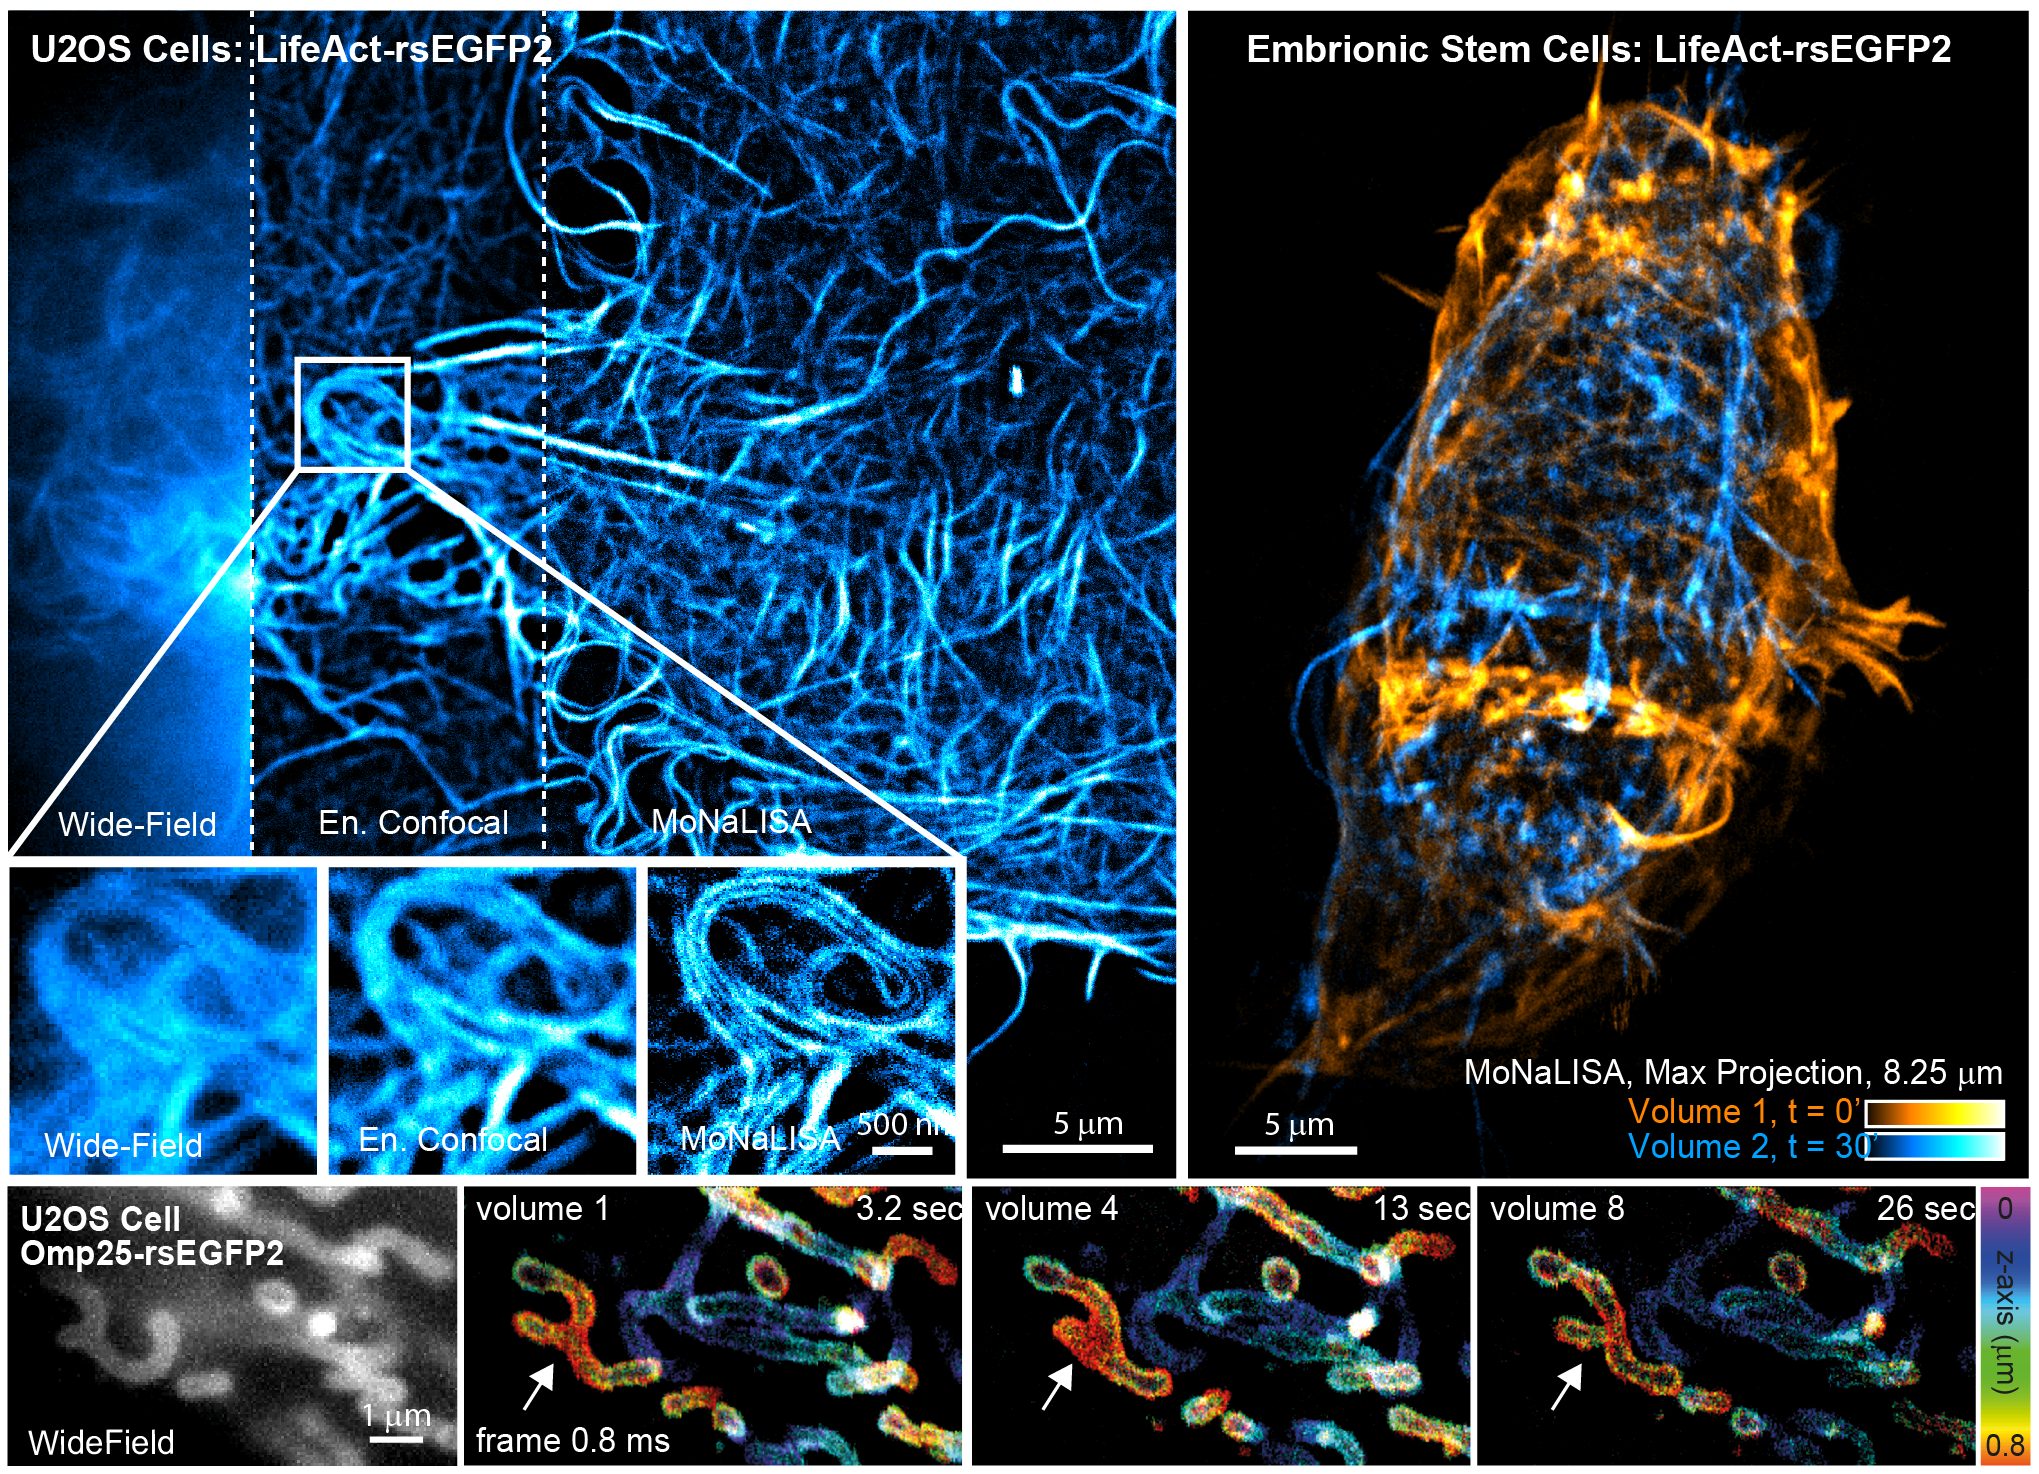 U2OS Cells: LifeAct-rsEGFP2
Wide-Field
En. Confocal
MoNaLISA
Wide-Field
En. Confocal
MoNaLISA
500 nm
5 μm
Embrionic Stem Cells: LifeAct-rsEGFP2
MoNaLISA, Max Projection, 8.25 μm
Volume 1, t = 0’
Volume 2, t = 30’
5 μm
U2OS Cell
Omp25-rsEGFP2
1 μm
WideField
volume 1
3.2 sec
frame 0.8 ms
volume 4
13 sec
volume 8
26 sec
0
z-axis (μm)
0.8